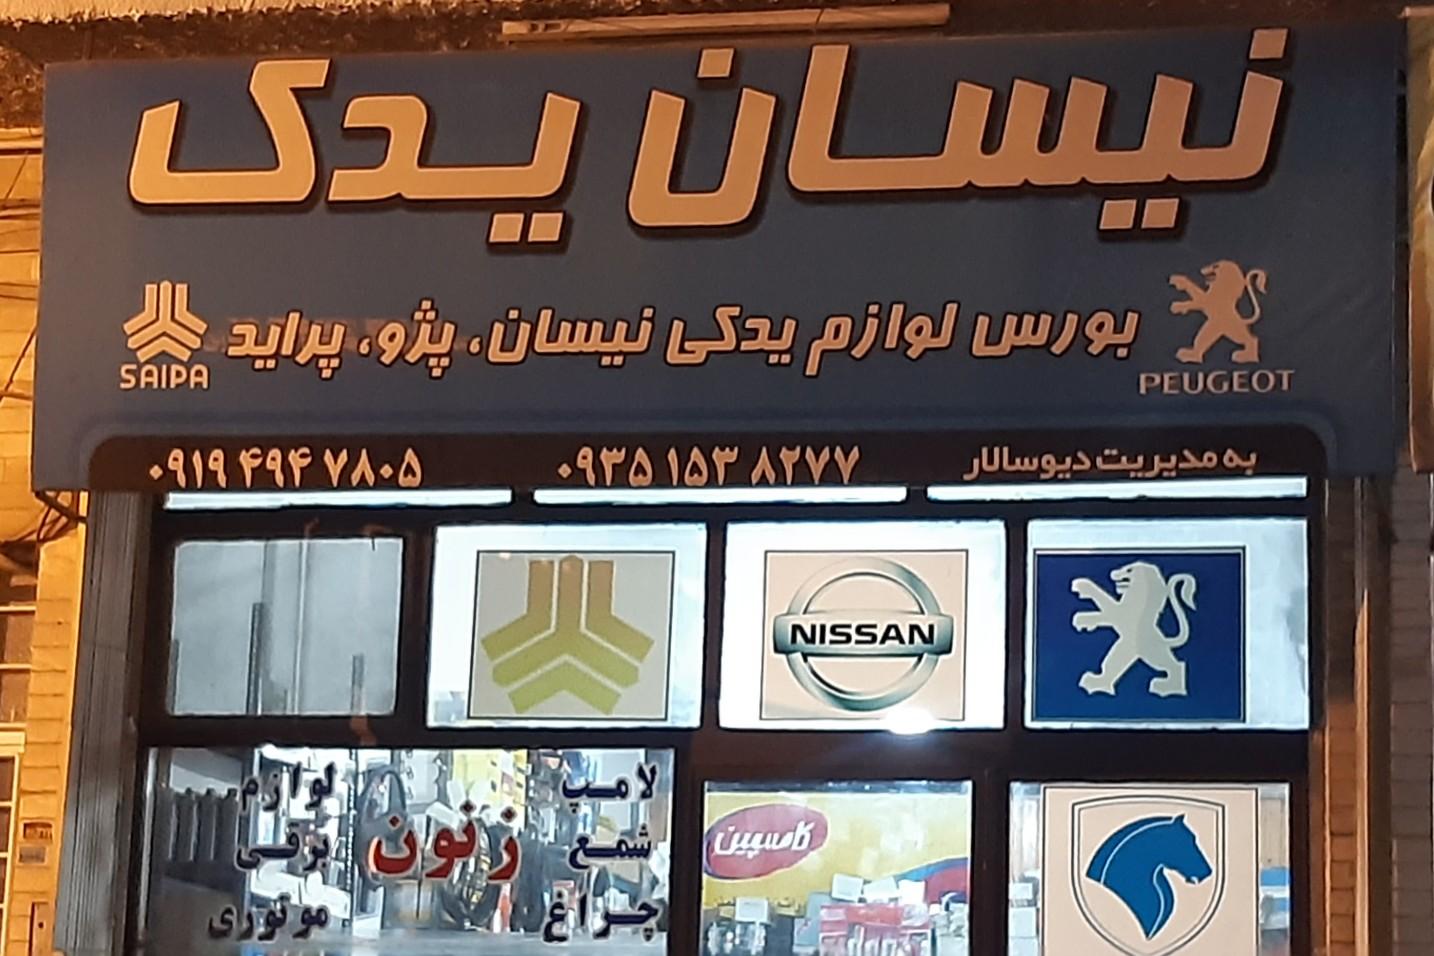 نیسان یدک
بورس لوازم یدکی نیسان، پژو، پراید
PEUGEOT
SAIPA
به مدیریت دیوسالار
۰۹۳۵ ۱۵۳ ۸۲۷۷
۰۹۱۹ ۴۹۴ ۷۸۰۵
NISSAN
لامپ
شمع
چراغ
زنون
لوازم
برقی
موتوری
کامسپین